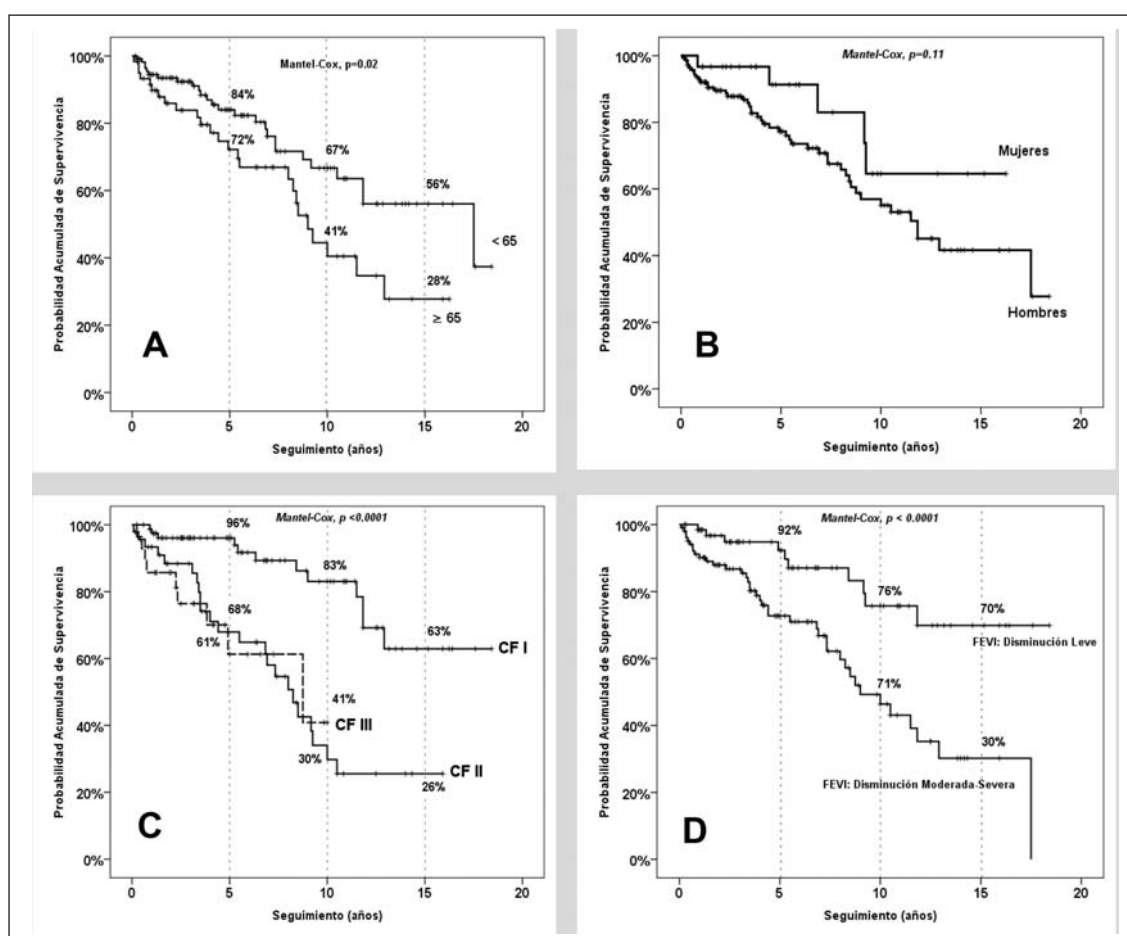 Mantel-Cox, p=0.02
Probabilidad Acumulada de Supervivencia
100%
80%
60%
40%
20%
0%
84%
72%
67%
41%
56%
28%
< 65
≥ 65
A
0
5
10
15
20
Seguimiento (años)
Mantel-Cox, p=0.11
Probabilidad Acumulada de Supervivencia
100%
80%
60%
40%
20%
0%
Mujeres
Hombres
B
0
5
10
15
20
Seguimiento (años)
Mantel-Cox, p <0.0001
Probabilidad Acumulada de Supervivencia
100%
80%
60%
40%
20%
0%
96%
68%
61%
83%
41%
30%
63%
26%
CF I
CF III
CF II
C
0
5
10
15
20
Seguimiento (años)
Mantel-Cox, p < 0.0001
Probabilidad Acumulada de Supervivencia
100%
80%
60%
40%
20%
0%
92%
76%
70%
FEVI: Disminución Leve
71%
30%
FEVI: Disminución Moderada-Severa
D
0
5
10
15
20
Seguimiento (años)